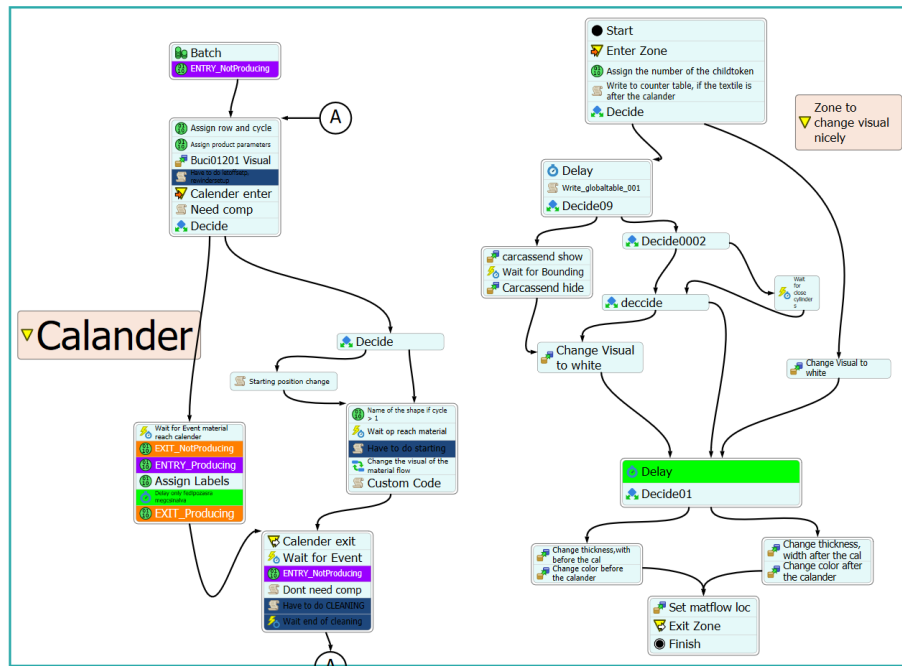 Batch
ENTRY_NotProducing
A
Assign row and cycle
Assign product parameters
Buci01201 Visual
Have to do letoffsetp,
rewindersetup
Calender enter
Need comp
Decide
Calander
Decide
Starting position change
Wait for Event material
reach calender
EXIT_NotProducing
ENTRY_Producing
Assign Labels
Delay only
EXIT_Producing
Name of the shape if cycle
> 1
Wait op reach material
Have to do starting
Change the visual of the
material flow
Custom Code
Calender exit
Wait for Event
ENTRY_NotProducing
Dont need comp
Have to do CLEANING
Wait end of cleaning
A
Start
Enter Zone
Assign the number of the childtoken
Write to counter table, if the textile is
after the calander
Decide
Zone to
change visual
nicely
Delay
Write_globaltable_001
Decide09
carcassend show
Wait for Bounding
Carcassend hide
Decide0002
Wait
for
close
cylinder
s
deccide
Change Visual
to white
Change Visual to
white
Delay
Decide01
Change thickness,with
before the cal
Change color before
the calander
Change thickness,
width after the cal
Change color after
the calander
Set matflow loc
Exit Zone
Finish